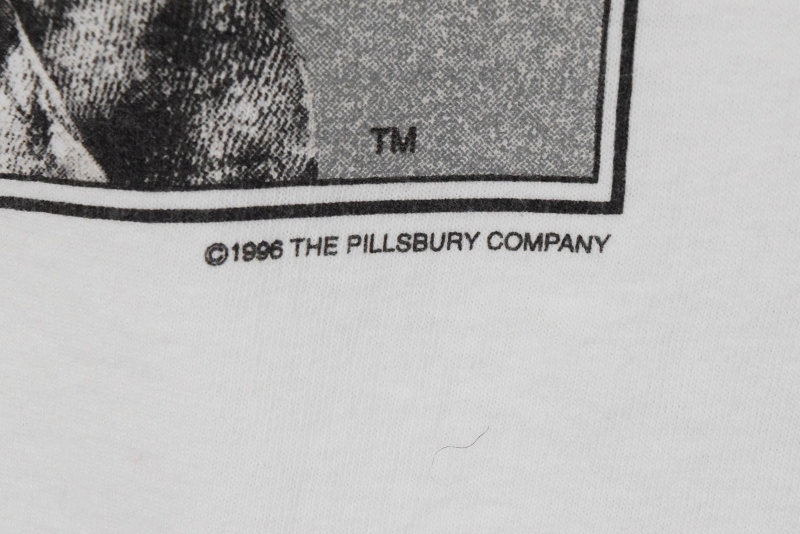 TM
©1996 THE PILLSBURY COMPANY